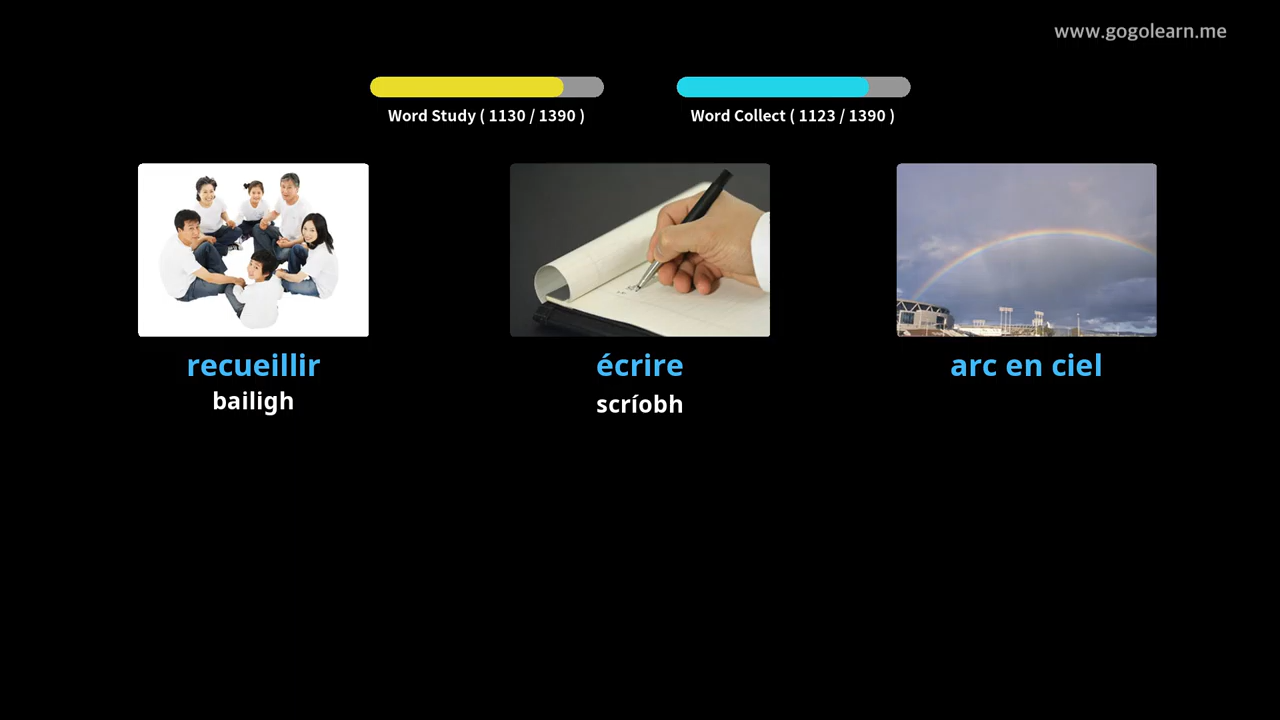 www.gogolearn.me
Word Study ( 1130 / 1390 )
Word Collect ( 1123 / 1390 )
recueillir
bailigh
écrire
scríobh
arc en ciel